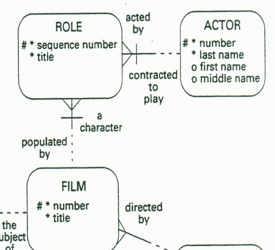 ROLE
# * sequence number
* title
acted
by
contracted
to
play
ACTOR
# * number
* last name
o first name
o middle name
a
character
populated
by
FILM
# * number
* title
directed
by
the
of